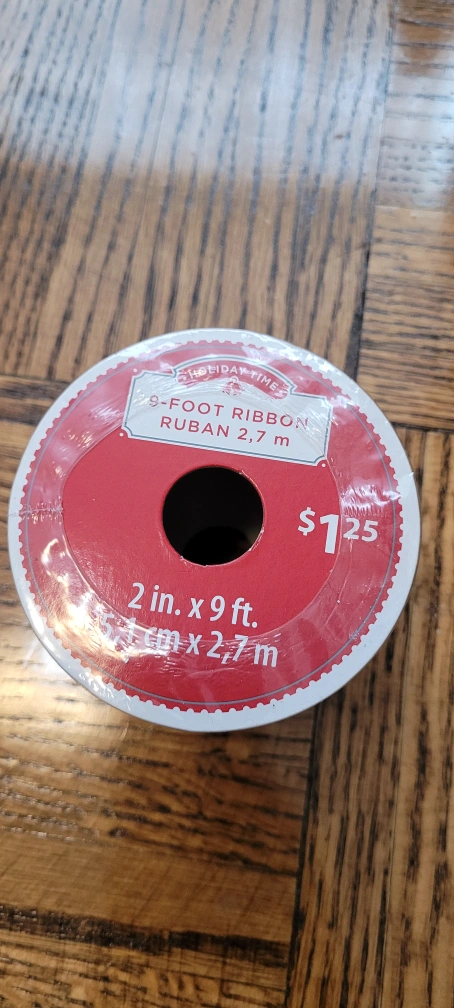 HOLIDAY TIME
9-FOOT RIBBON
RUBAN 2,7 m
$1 25
2 in. x 9 ft.
5,1 cm x 2,7 m